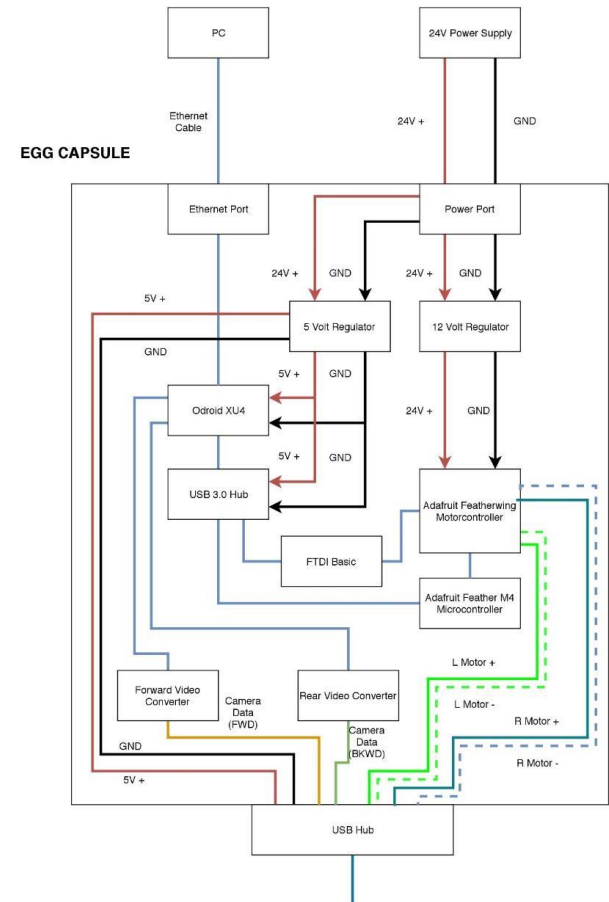 PC
24V Power Supply
Ethernet
Cable
24V +
GND
EGG CAPSULE
Ethernet Port
Power Port
24V +
GND
24V +
GND
5V +
5 Volt Regulator
12 Volt Regulator
GND
5V +
GND
Odroid XU4
24V +
GND
5V +
GND
USB 3.0 Hub
Adafruit Featherwing
Motorcontroller
FTDI Basic
Adafruit Feather M4
Microcontroller
L Motor +
Forward Video
Converter
Rear Video Converter
Camera
Data
(FWD)
L Motor -
R Motor +
Camera
Data
(BKWD)
GND
R Motor -
5V +
USB Hub